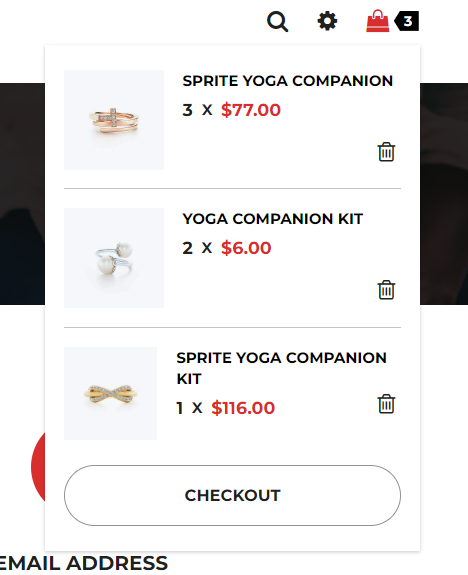 3
SPRITE YOGA COMPANION
3 X $77.00
YOGA COMPANION KIT
2 X $6.00
SPRITE YOGA COMPANION
KIT
1 X $116.00
CHECKOUT
EMAIL ADDRESS